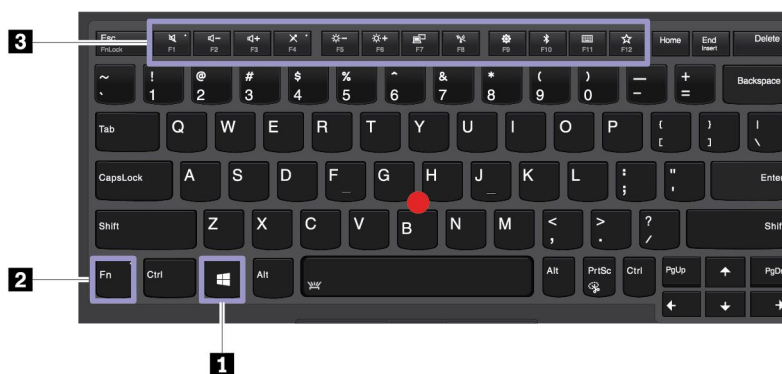 3
Esc
FnLock
F1 F2 F3 F4 F5 F6 F7 F8 F9 F10 F11 F12
Home
End
Insert
Delete
~ ! @ # $ % ^ & * ( ) — +
` 1 2 3 4 5 6 7 8 9 0 - =
Backspace
Tab Q W E R T Y U I O P { } |
[ ] \
CapsLock A S D F G H J K L : "
; '
Enter
Shift Z X C V B N M < > ?
, . /
Shif
2
Fn Ctrl Alt Alt PrtSc Ctrl PgUp PgD
1